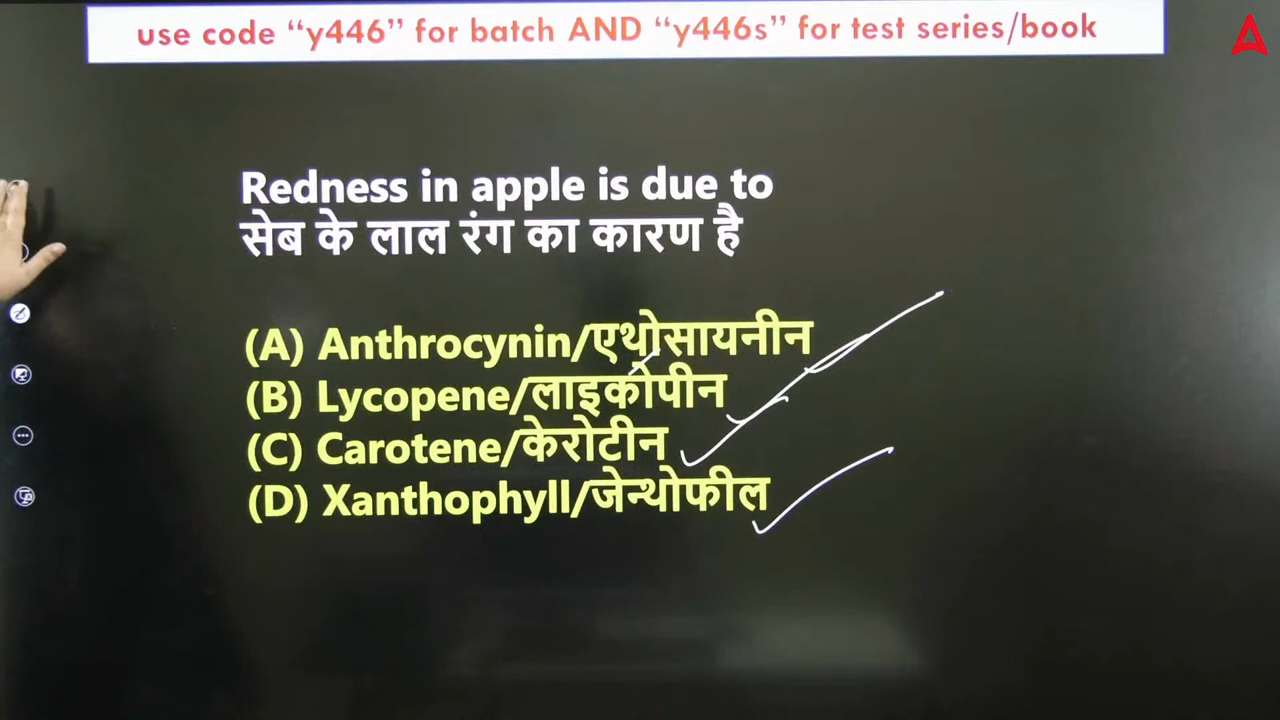 use code “y446” for batch AND “y446s” for test series/book
Redness in apple is due to
सेब के लाल रंग का कारण है
(A) Anthrocynin/एथोसायनीन
(B) Lycopene/लाइकोपीन
(C) Carotene/केरोटीन
(D) Xanthophyll/जेन्थोफील